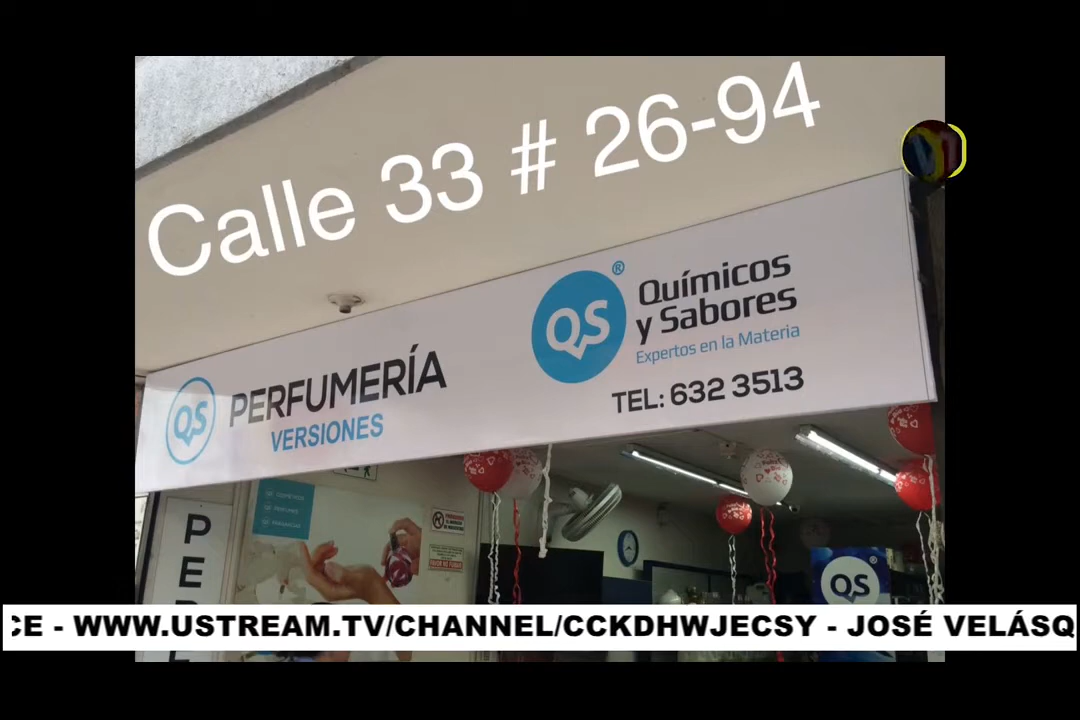 Calle 33 # 26-94
QS PERFUMERÍA
VERSIONES
QS®
Químicos
y Sabores
Expertos en la Materia
TEL: 632 3513
P
E
QS®
CE - WWW.USTREAM.TV/CHANNEL/CCKDHWJECSY - JOSÉ VELÁSQ